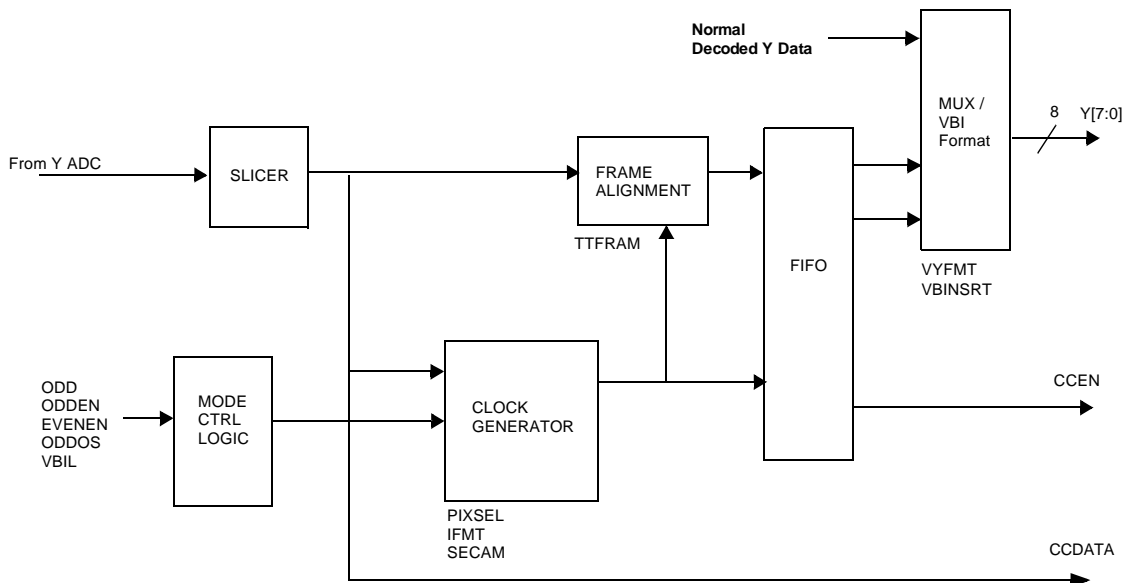 Normal
Decoded Y Data
MUX /
VBI
Format
8
Y[7:0]
From Y ADC
SLICER
FRAME
ALIGNMENT
TTFRAM
FIFO
VYFMT
VBINSRT
ODD
ODDEN
EVENEN
ODDOS
VBIL
MODE
CTRL
LOGIC
CLOCK
GENERATOR
PIXSEL
IFMT
SECAM
CCEN
CCDATA